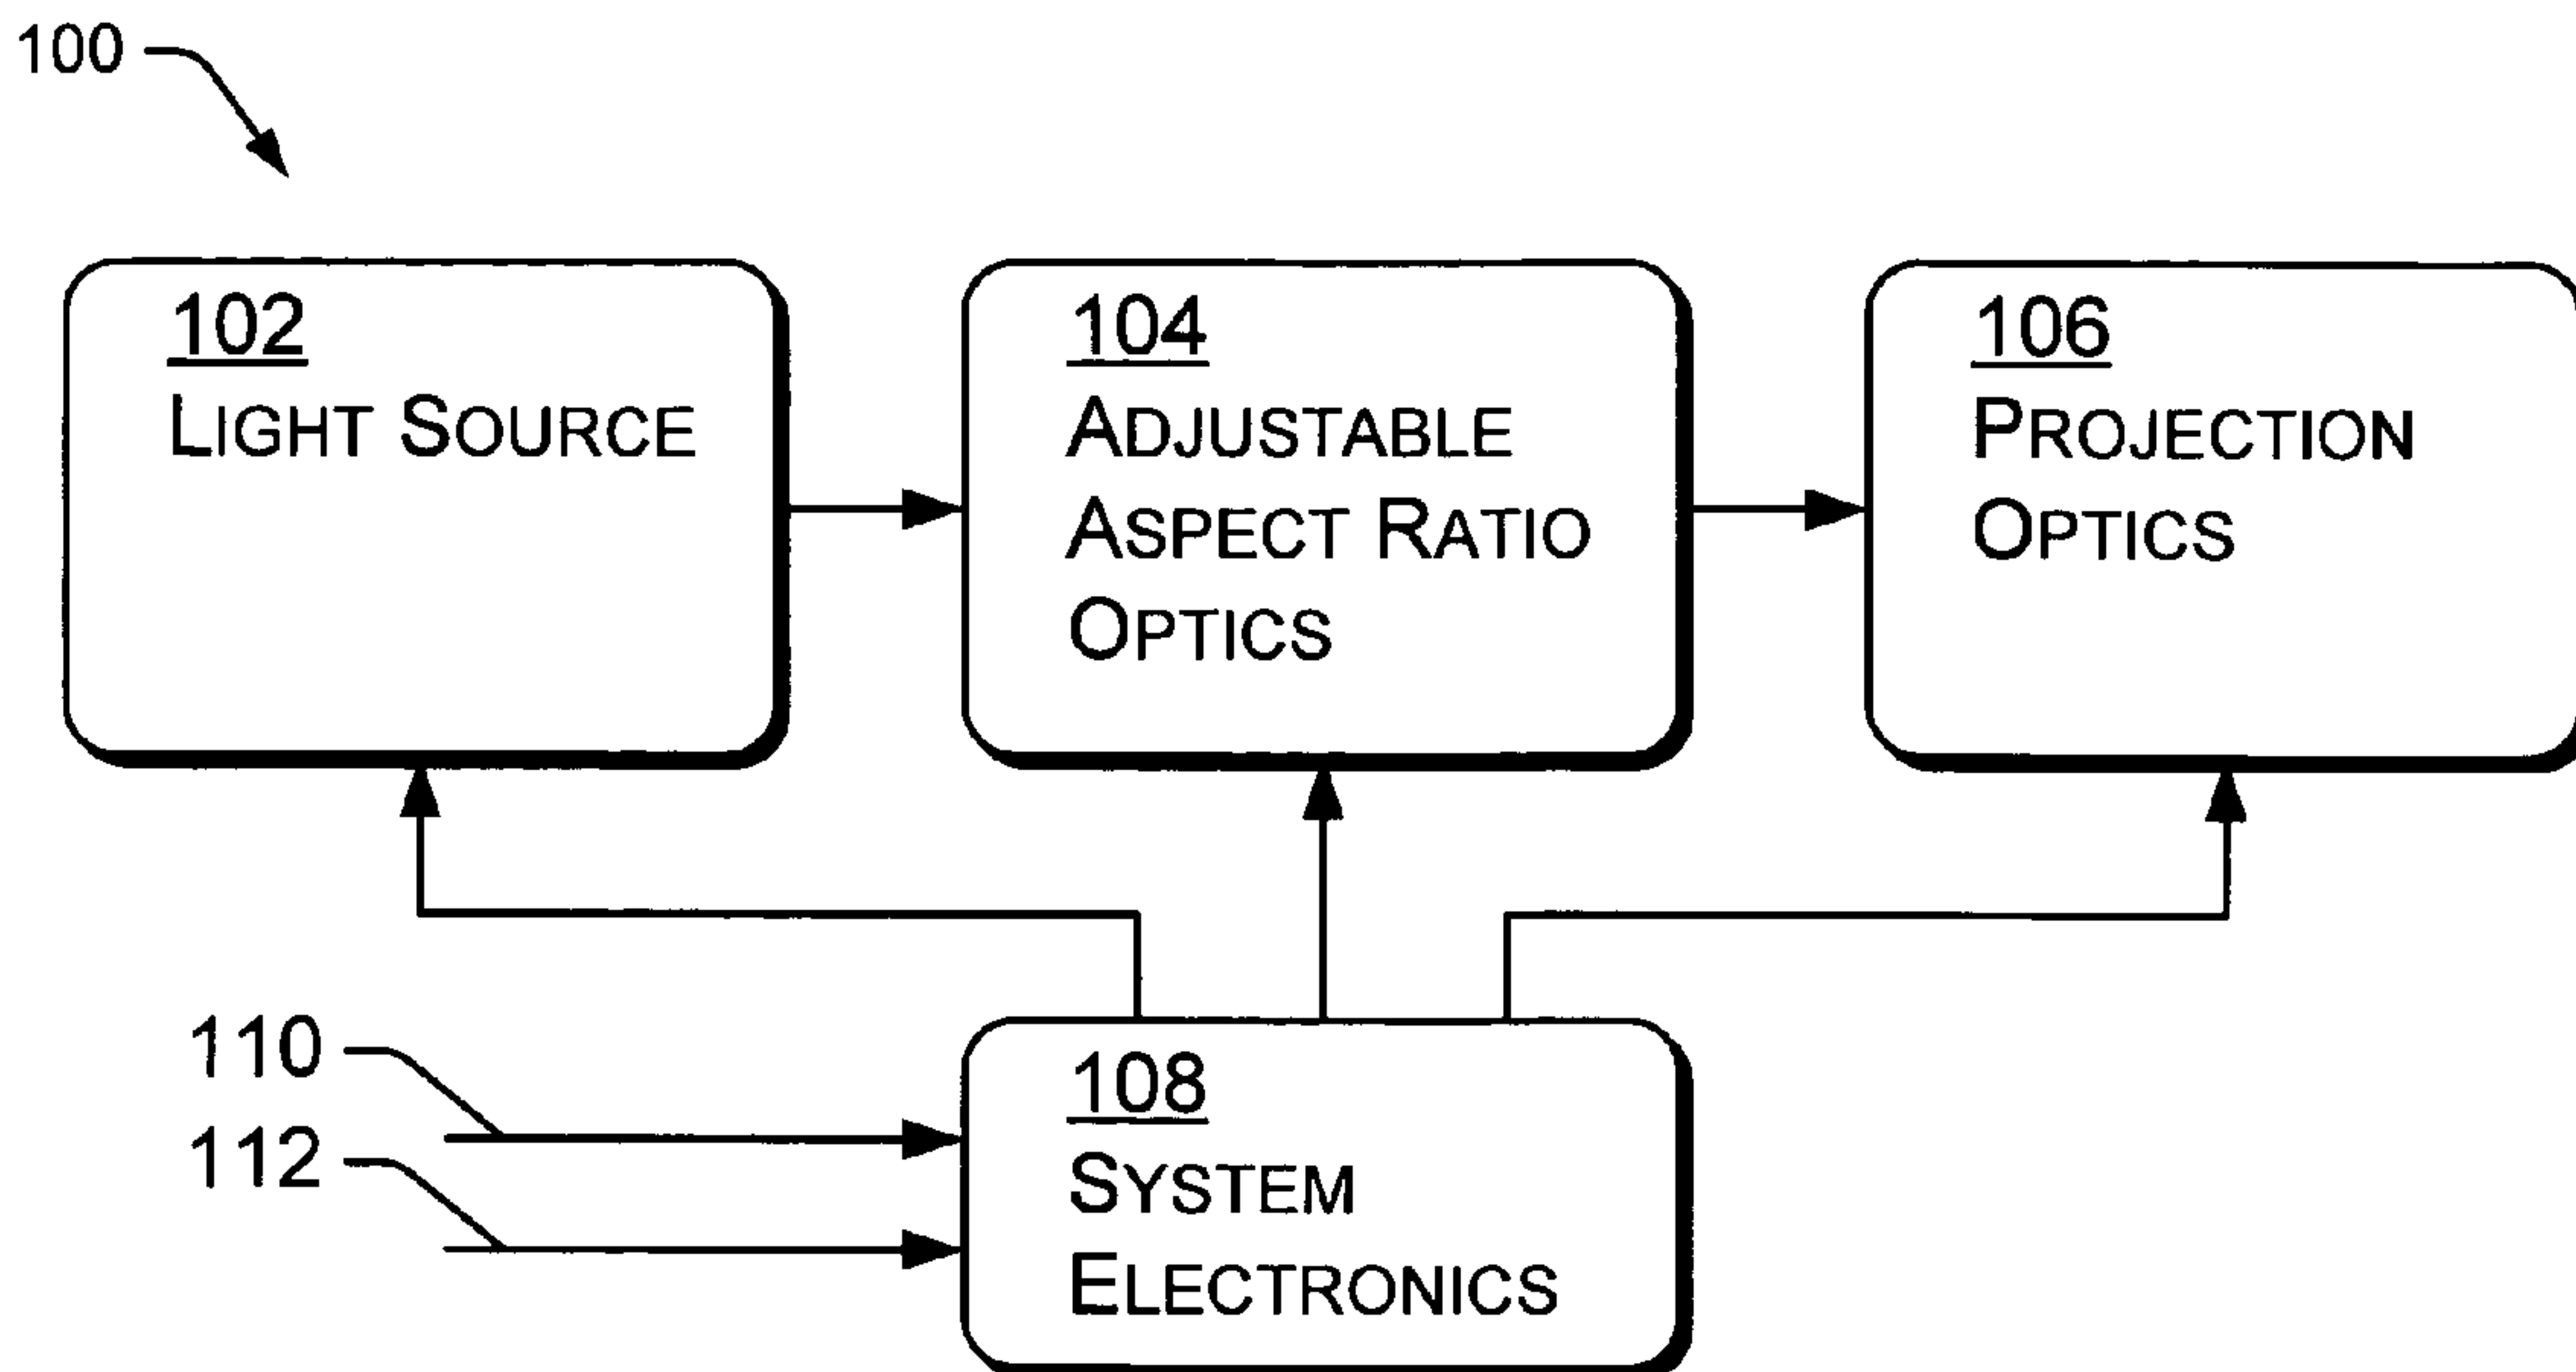 100
102
LIGHT SOURCE
104
ADJUSTABLE
ASPECT RATIO
OPTICS
106
PROJECTION
OPTICS
110
112
108
SYSTEM
ELECTRONICS